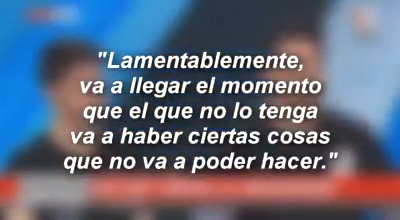 "Lamentablemente,
va a llegar el momento
que el que no lo tenga
va a haber ciertas cosas
que no va a poder hacer."